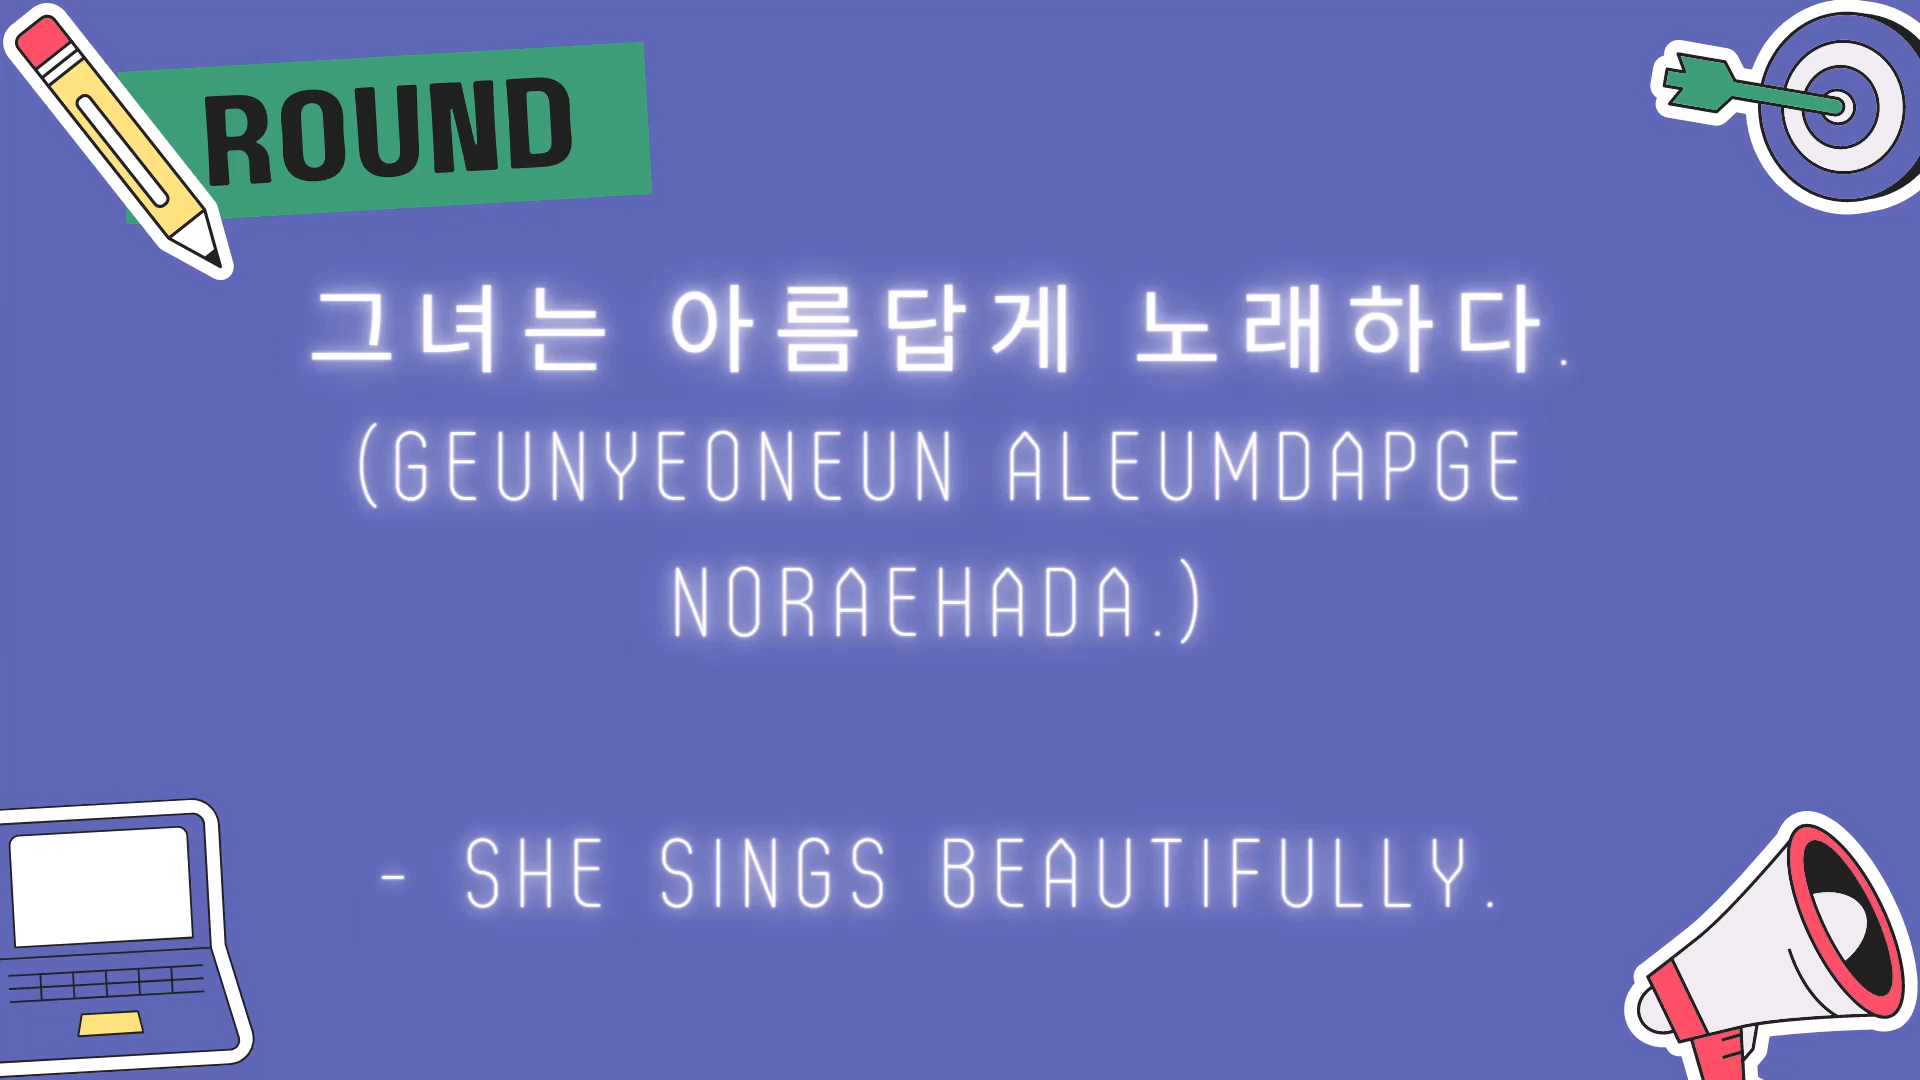 ROUND
그녀는 아름답게 노래하다.
(GEUNYEONEUN ALEUMDAPGE
NORAEHADA.)
- SHE SINGS BEAUTIFULLY.